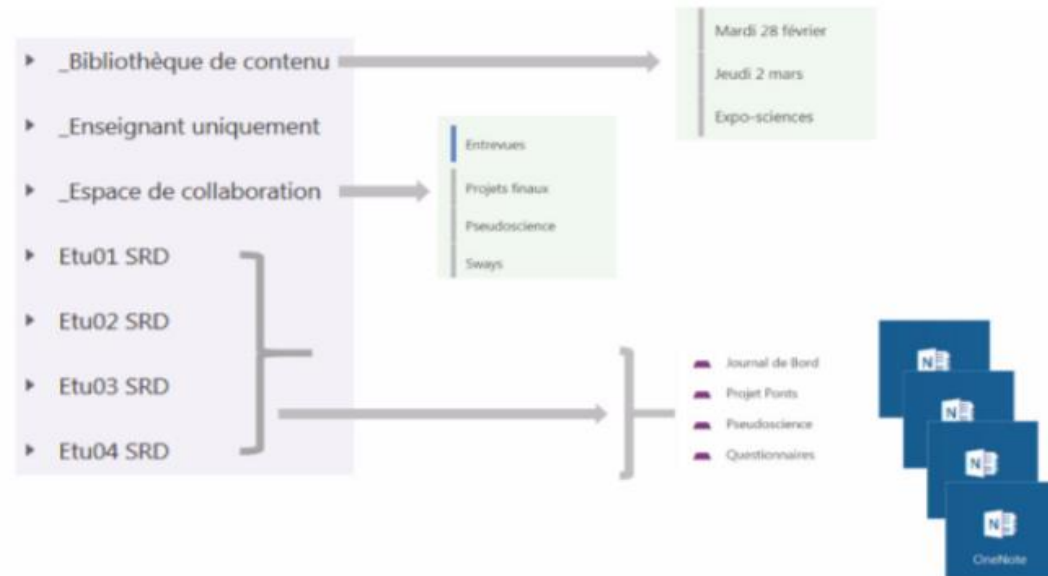 _Bibliothèque de contenu
_Enseignant uniquement
_Espace de collaboration
Etu01 SRD
Etu02 SRD
Etu03 SRD
Etu04 SRD
Mardi 28 février
Jeudi 2 mars
Expo-sciences
Entrevues
Projets finaux
Pseudoscience
Sways
Journal de Bord
Projet Ponts
Pseudoscience
Questionnaires
N
N
N
N
OneNote